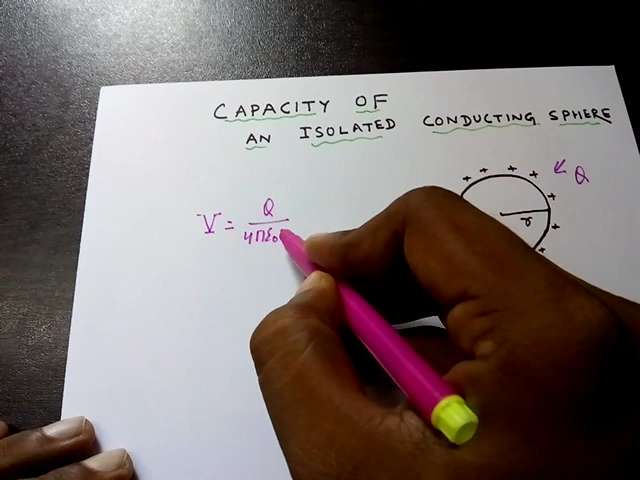 CAPACITY OF
AN ISOLATED CONDUCTING SPHERE
+ + + + + + +
Q
r
V = Q
4πε0